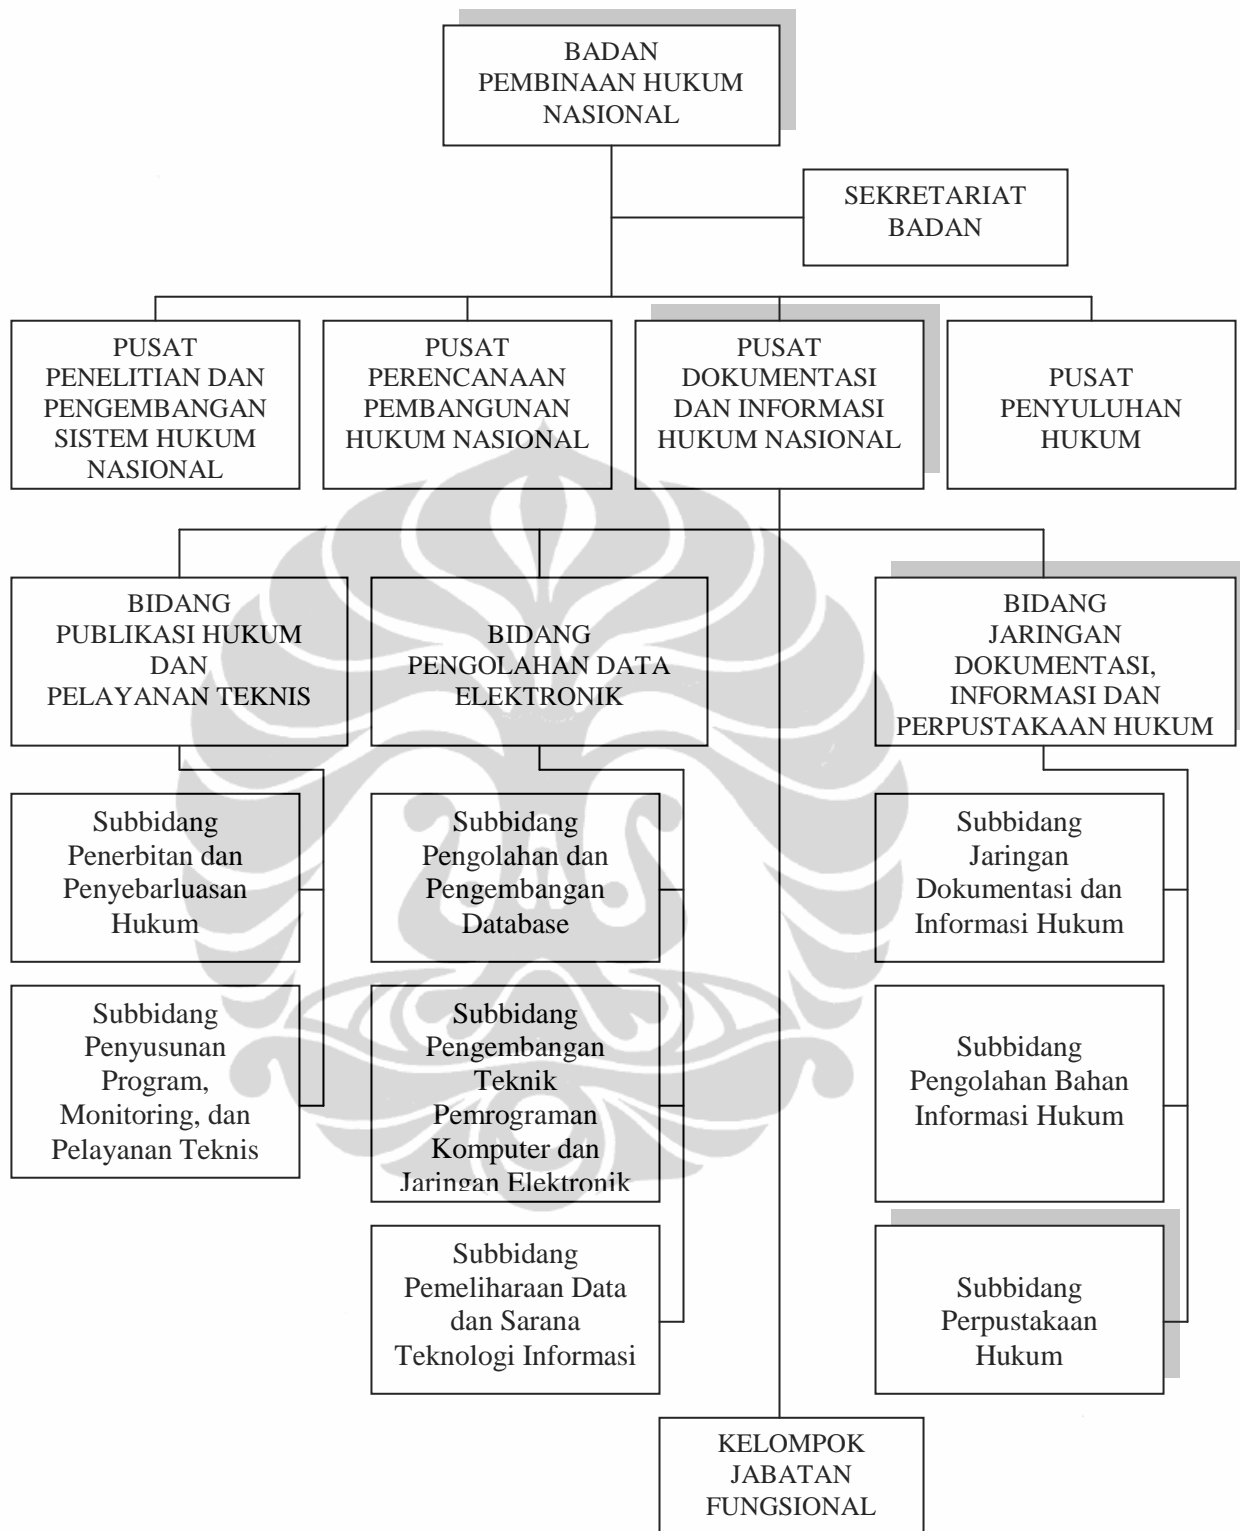 BADAN
PEMBINAAN HUKUM
NASIONAL
SEKRETARIAT
BADAN
PUSAT
PENELITIAN DAN
PENGEMBANGAN
SISTEM HUKUM
NASIONAL
PUSAT
PERENCANAAN
PEMBANGUNAN
HUKUM NASIONAL
PUSAT
DOKUMENTASI
DAN INFORMASI
HUKUM NASIONAL
PUSAT
PENYULUHAN
HUKUM
BIDANG
PUBLIKASI HUKUM
DAN
PELAYANAN TEKNIS
BIDANG
PENGOLAHAN DATA
ELEKTRONIK
BIDANG
JARINGAN
DOKUMENTASI,
INFORMASI DAN
PERPUSTAKAAN HUKUM
Subbidang
Penerbitan dan
Penyebarluasan
Hukum
Subbidang
Pengolahan dan
Pengembangan
Database
Subbidang
Jaringan
Dokumentasi dan
Informasi Hukum
Subbidang
Penyusunan
Program,
Monitoring, dan
Pelayanan Teknis
Subbidang
Pengembangan
Teknik
Pemrograman
Komputer dan
Jaringan Elektronik
Subbidang
Pengolahan Bahan
Informasi Hukum
Subbidang
Pemeliharaan Data
dan Sarana
Teknologi Informasi
Subbidang
Perpustakaan
Hukum
KELOMPOK
JABATAN
FUNGSIONAL